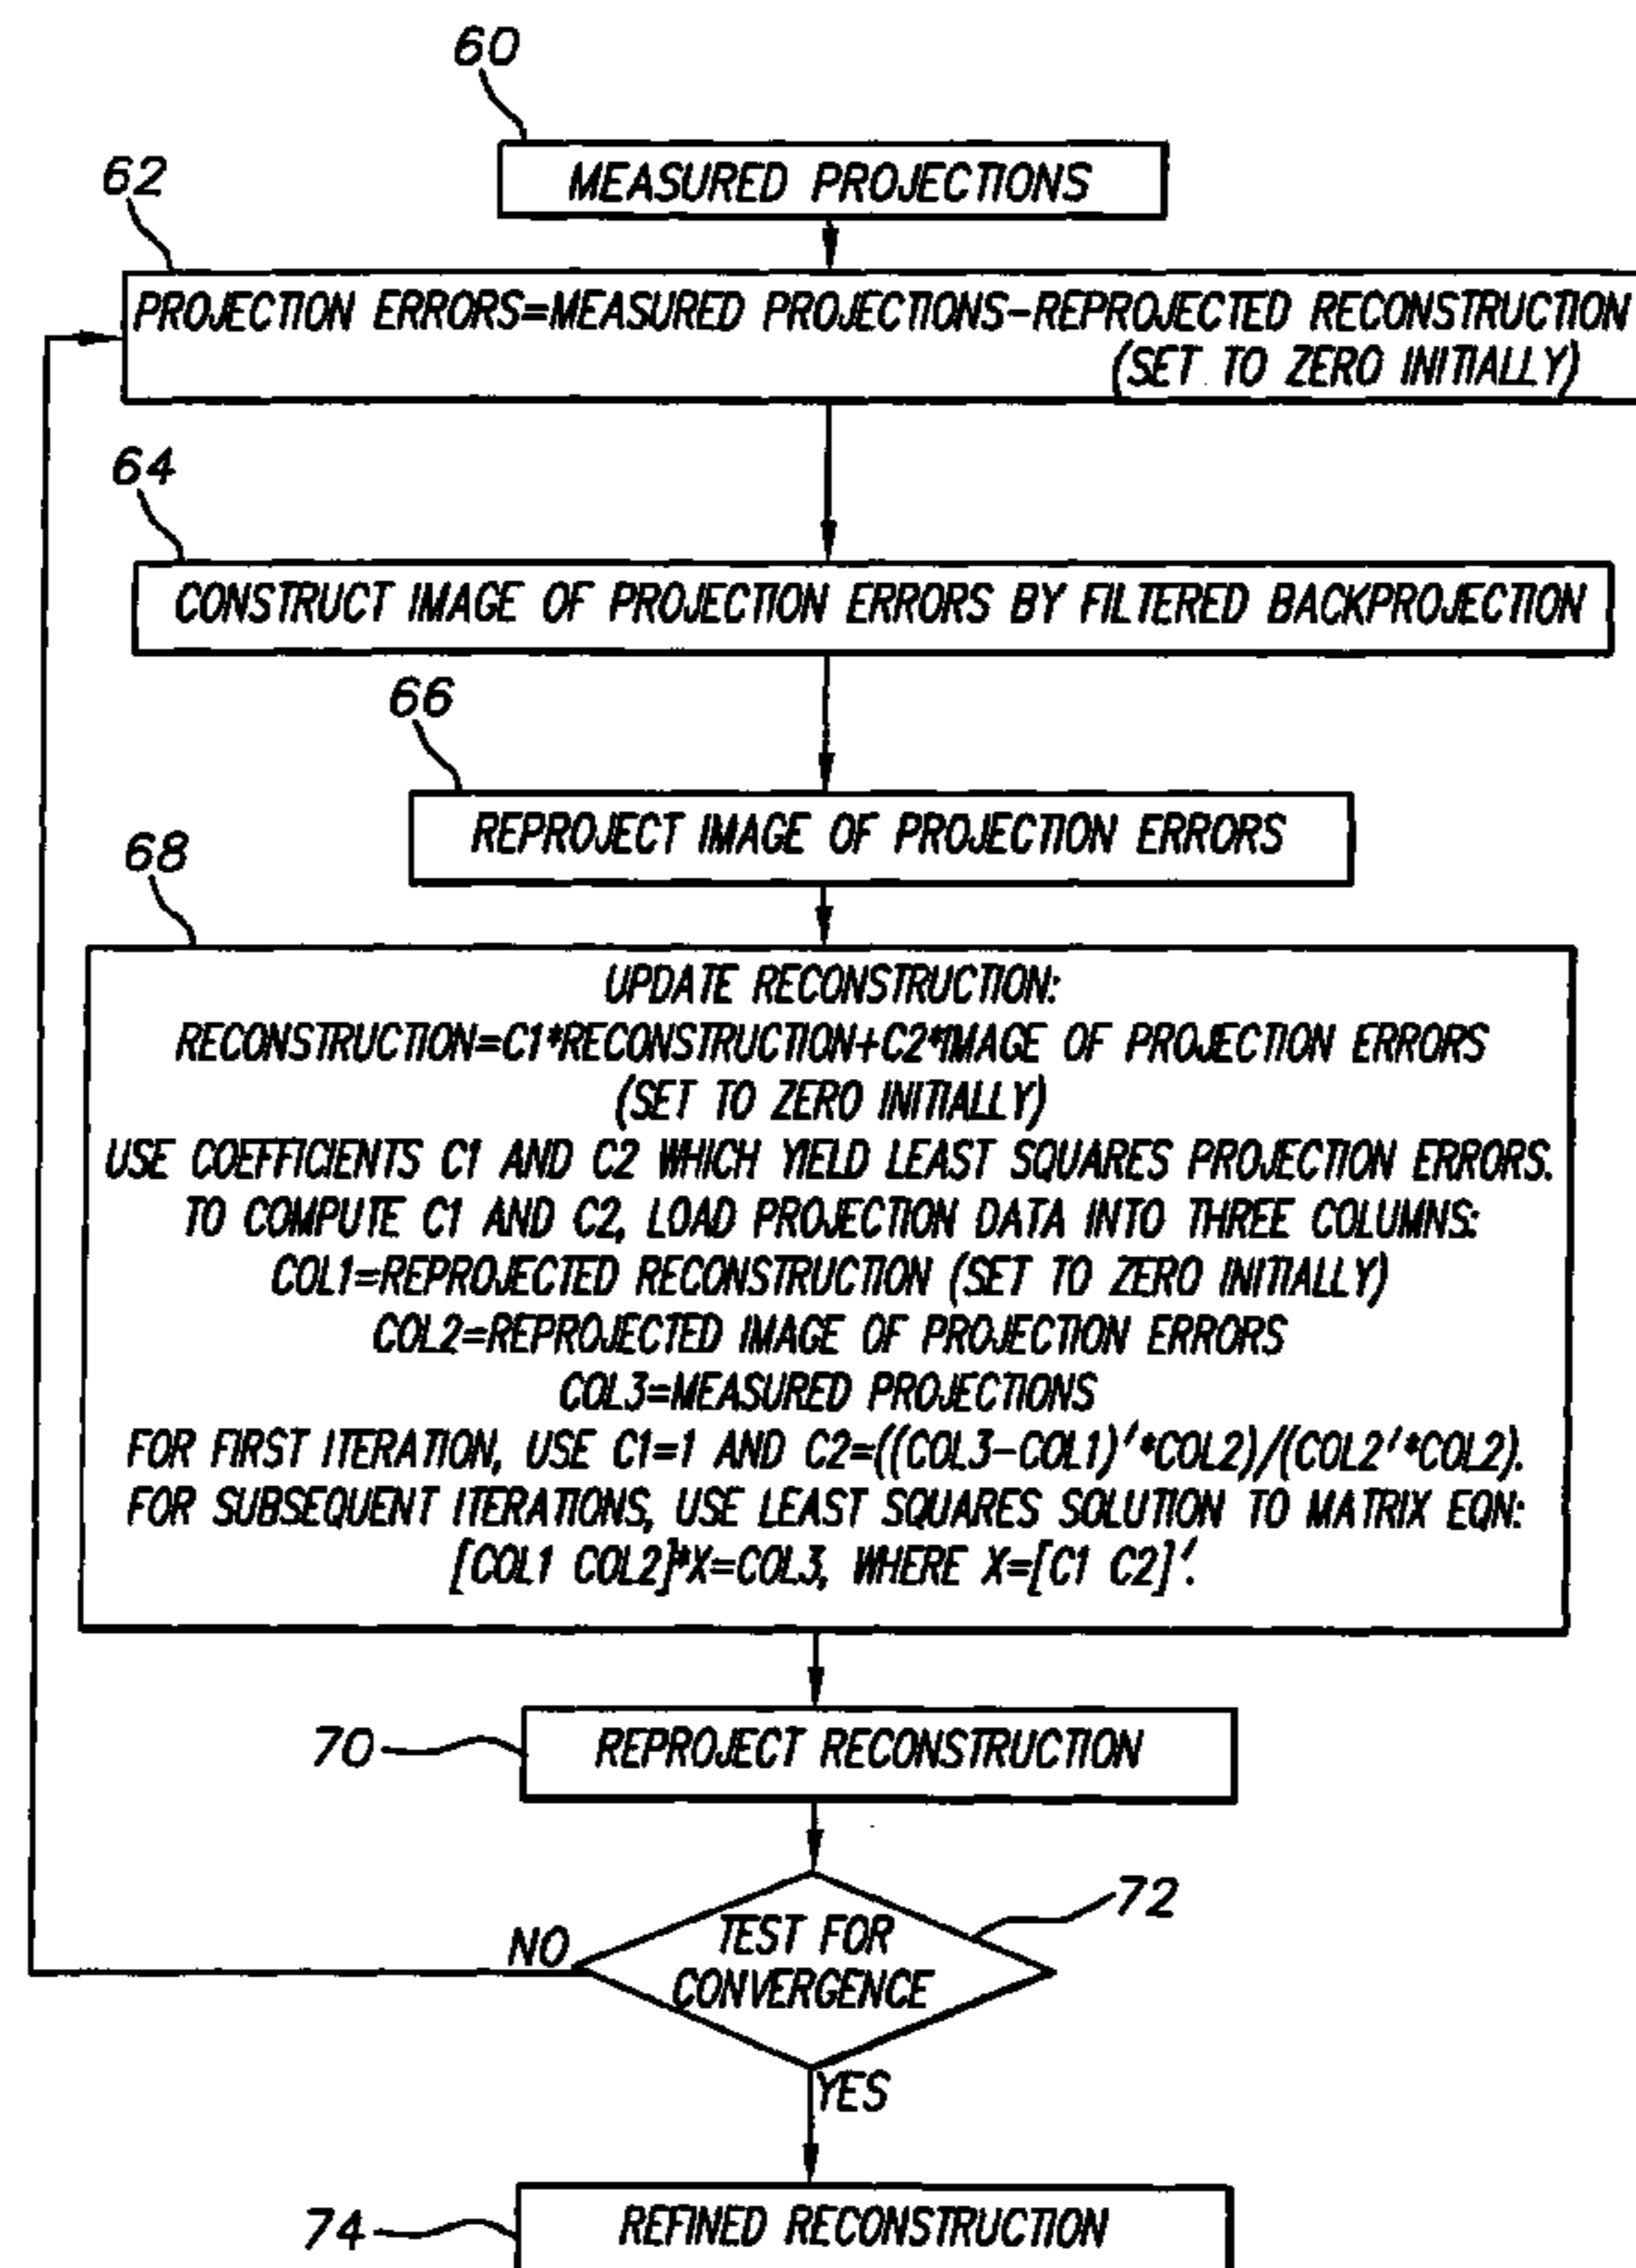 60
MEASURED PROJECTIONS
62
PROJECTION ERRORS=MEASURED PROJECTIONS-REPROJECTED RECONSTRUCTION
(SET TO ZERO INITIALLY)
64
CONSTRUCT IMAGE OF PROJECTION ERRORS BY FILTERED BACKPROJECTION
66
REPROJECT IMAGE OF PROJECTION ERRORS
68
UPDATE RECONSTRUCTION:
RECONSTRUCTION=C1*RECONSTRUCTION+C2*IMAGE OF PROJECTION ERRORS
(SET TO ZERO INITIALLY)
USE COEFFICIENTS C1 AND C2 WHICH YIELD LEAST SQUARES PROJECTION ERRORS.
TO COMPUTE C1 AND C2, LOAD PROJECTION DATA INTO THREE COLUMNS:
COL1=REPROJECTED RECONSTRUCTION (SET TO ZERO INITIALLY)
COL2=REPROJECTED IMAGE OF PROJECTION ERRORS
COL3=MEASURED PROJECTIONS
FOR FIRST ITERATION, USE C1=1 AND C2=((COL3-COL1)'*COL2)/(COL2'*COL2).
FOR SUBSEQUENT ITERATIONS, USE LEAST SQUARES SOLUTION TO MATRIX EQN:
[COL1 COL2]*X=COL3, WHERE X=[C1 C2]'.
70
REPROJECT RECONSTRUCTION
72
TEST FOR
CONVERGENCE
NO
YES
74
REFINED RECONSTRUCTION